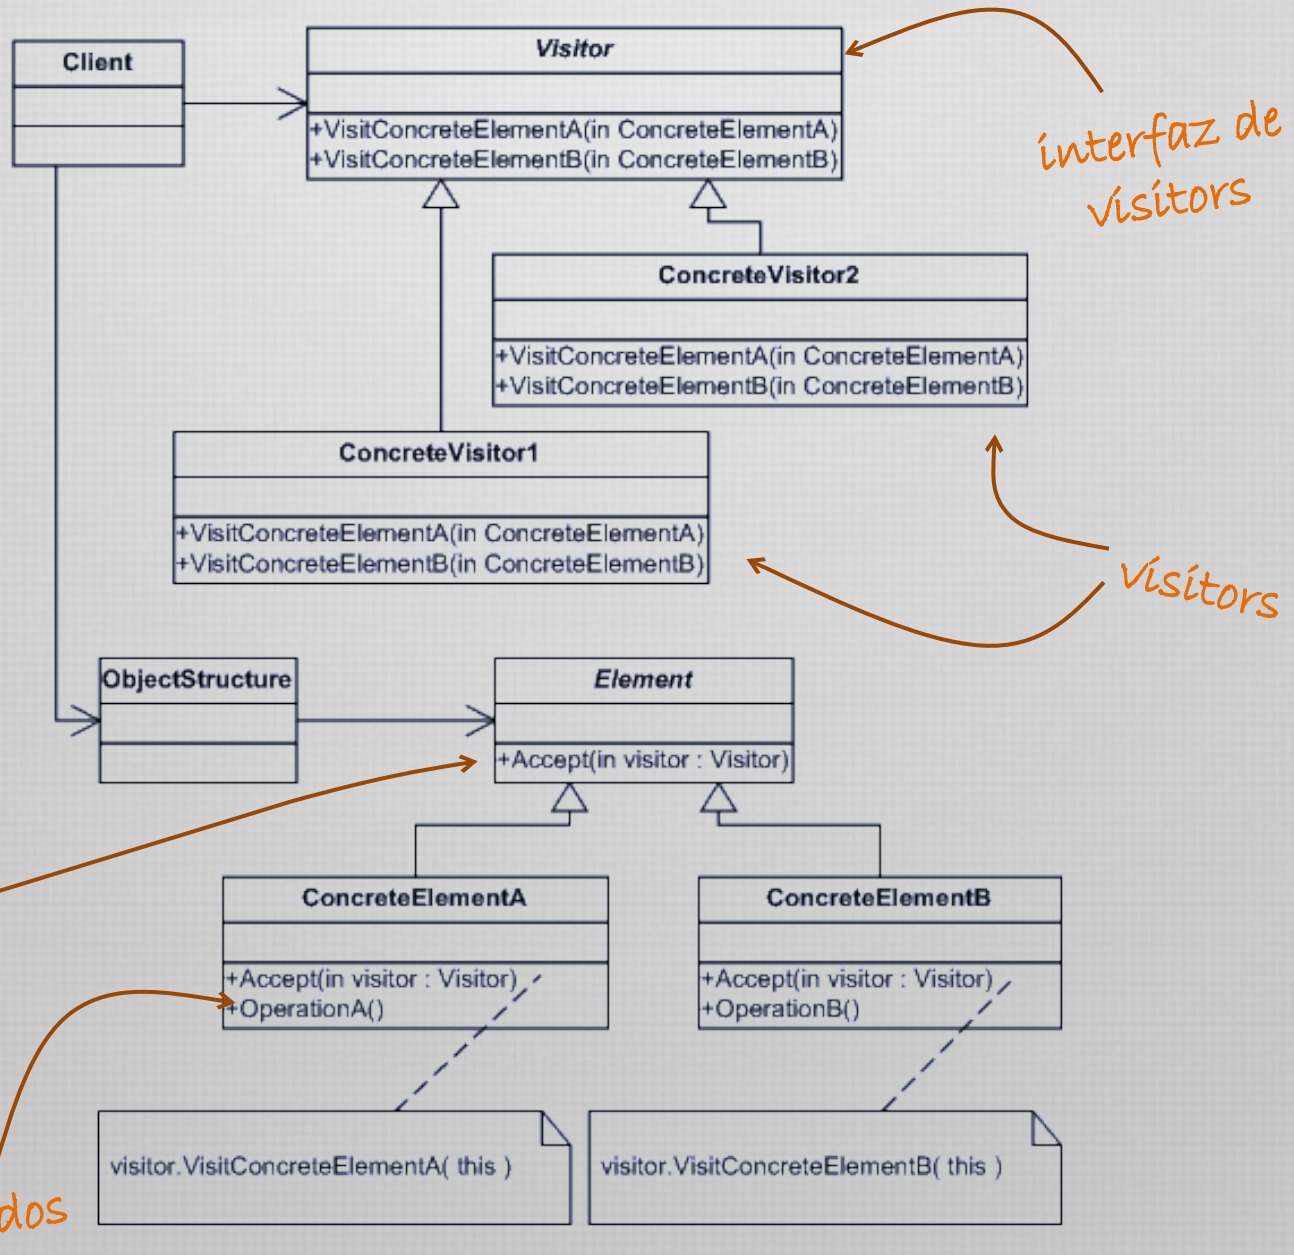 Client
Visitor
+VisitConcreteElementA(in ConcreteElementA)
+VisitConcreteElementB(in ConcreteElementB)
interfaz de
visitors
ConcreteVisitor2
+VisitConcreteElementA(in ConcreteElementA)
+VisitConcreteElementB(in ConcreteElementB)
ConcreteVisitor1
+VisitConcreteElementA(in ConcreteElementA)
+VisitConcreteElementB(in ConcreteElementB)
visitors
ObjectStructure
Element
+Accept(in visitor : Visitor)
ConcreteElementA
+Accept(in visitor : Visitor)
+OperationA()
ConcreteElementB
+Accept(in visitor : Visitor)
+OperationB()
visitor.VisitConcreteElementA( this )
visitor.VisitConcreteElementB( this )